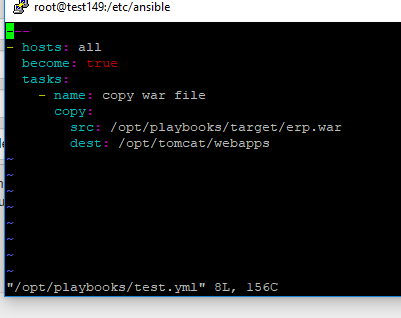 root@test149:/etc/ansible
---
- hosts: all
  become: true
  tasks:
    - name: copy war file
      copy:
        src: /opt/playbooks/target/erp.war
        dest: /opt/tomcat/webapps
~
~
~
~
~
~
~
~
"/opt/playbooks/test.yml" 8L, 156C